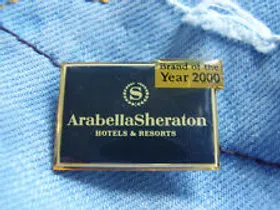 Brand of the
Year 2000
S
ArabellaSheraton
HOTELS & RESORTS